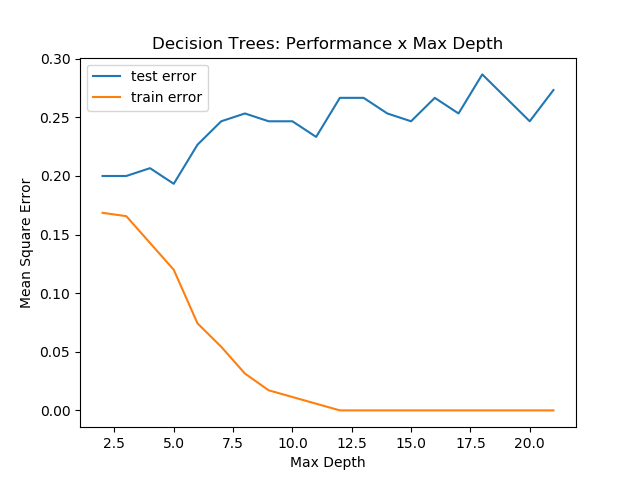 Decision Trees: Performance x Max Depth
test error
train error
Mean Square Error
0.30
0.25
0.20
0.15
0.10
0.05
0.00
2.5 5.0 7.5 10.0 12.5 15.0 17.5 20.0
Max Depth